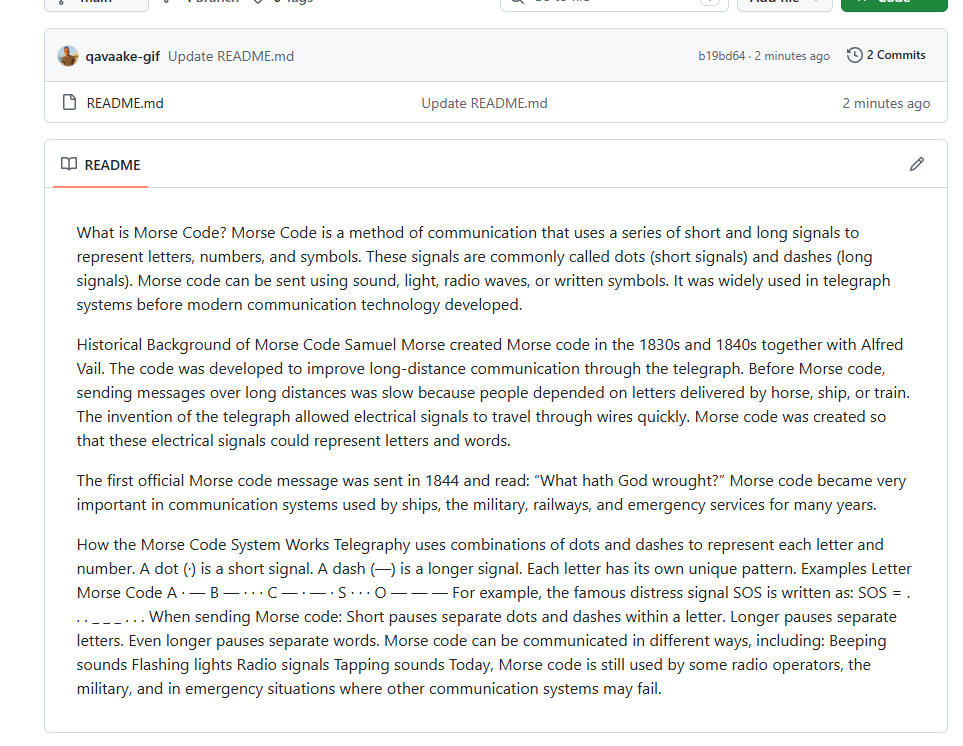 qavaake-gif Update README.md b19bd64 · 2 minutes ago 2 Commits
README.md Update README.md 2 minutes ago
README
What is Morse Code? Morse Code is a method of communication that uses a series of short and long signals to
represent letters, numbers, and symbols. These signals are commonly called dots (short signals) and dashes (long
signals). Morse code can be sent using sound, light, radio waves, or written symbols. It was widely used in telegraph
systems before modern communication technology developed.
Historical Background of Morse Code Samuel Morse created Morse code in the 1830s and 1840s together with Alfred
Vail. The code was developed to improve long-distance communication through the telegraph. Before Morse code,
sending messages over long distances was slow because people depended on letters delivered by horse, ship, or train.
The invention of the telegraph allowed electrical signals to travel through wires quickly. Morse code was created so
that these electrical signals could represent letters and words.
The first official Morse code message was sent in 1844 and read: “What hath God wrought?” Morse code became very
important in communication systems used by ships, the military, railways, and emergency services for many years.
How the Morse Code System Works Telegraphy uses combinations of dots and dashes to represent each letter and
number. A dot (·) is a short signal. A dash (—) is a longer signal. Each letter has its own unique pattern. Examples Letter
Morse Code A · — B — · · · C — · — · S · · · O — — — For example, the famous distress signal SOS is written as: SOS = .
. . _ _ _ . . . When sending Morse code: Short pauses separate dots and dashes within a letter. Longer pauses separate
letters. Even longer pauses separate words. Morse code can be communicated in different ways, including: Beeping
sounds Flashing lights Radio signals Tapping sounds Today, Morse code is still used by some radio operators, the
military, and in emergency situations where other communication systems may fail.